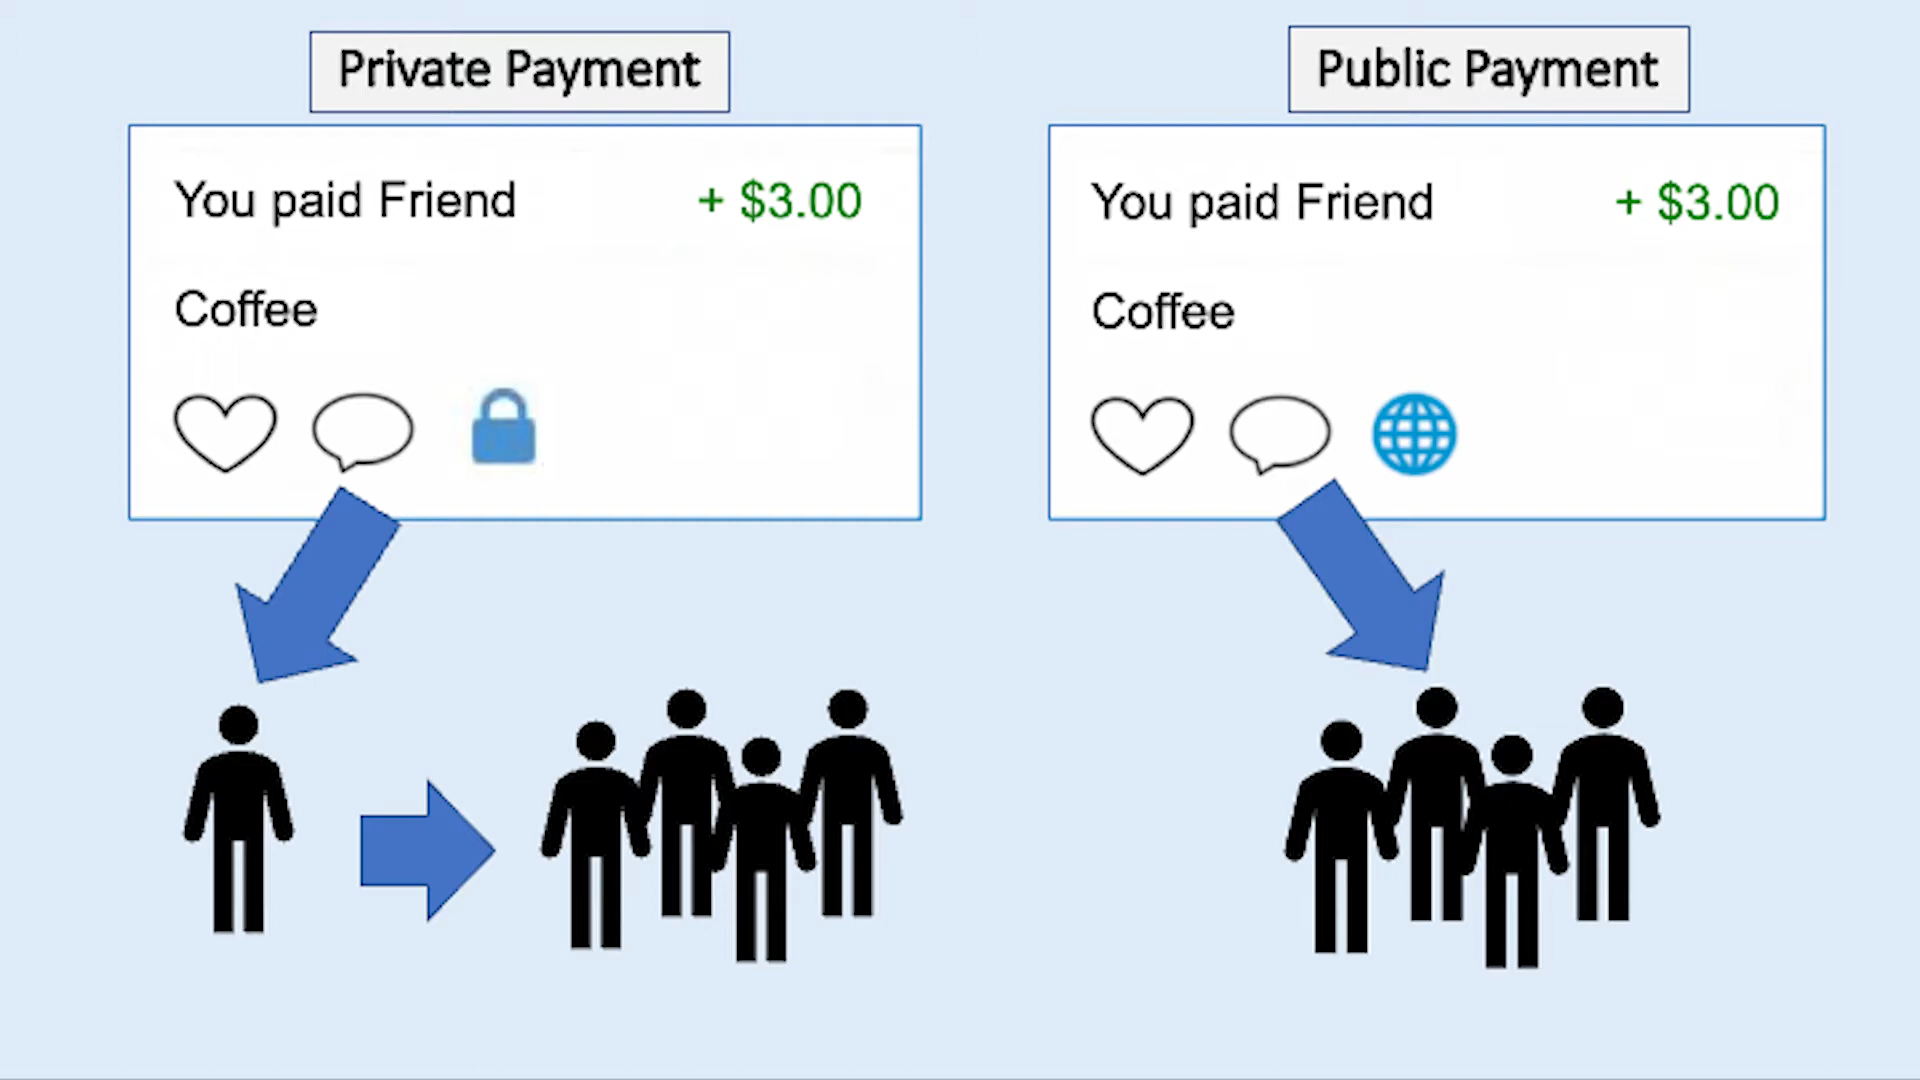 Private Payment
You paid Friend + $3.00
Coffee
Public Payment
You paid Friend + $3.00
Coffee